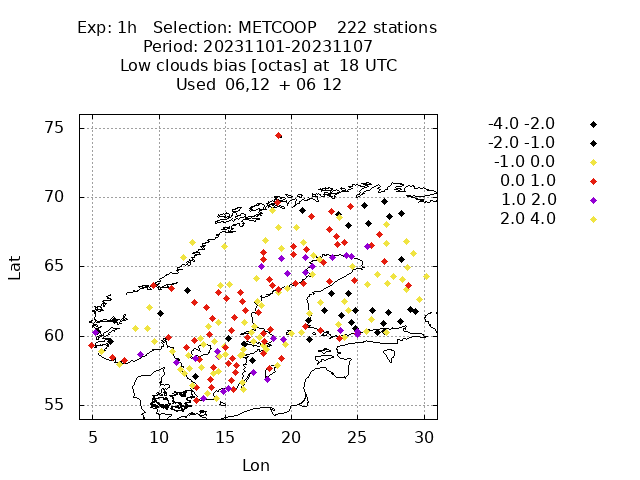 Exp: 1h   Selection: METCOOP    222 stations
Period: 20231101-20231107
Low clouds bias [octas] at  18 UTC
Used  06,12  + 06 12
-4.0 -2.0
-2.0 -1.0
-1.0 0.0
0.0 1.0
1.0 2.0
2.0 4.0
75
70
65
60
55
Lat
5 10 15 20 25 30
Lon